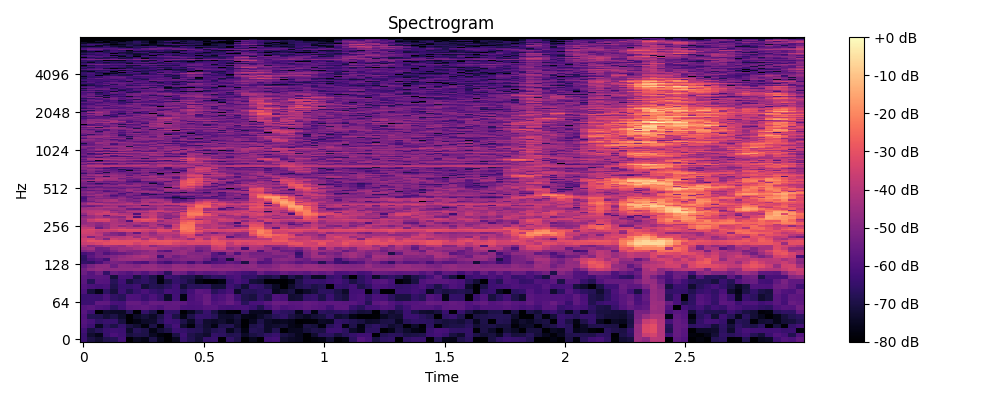 Spectrogram
+0 dB
4096
-10 dB
2048
-20 dB
1024
-30 dB
Hz
512
-40 dB
256
-50 dB
128
-60 dB
64
-70 dB
0
-80 dB
0 0.5 1 1.5 2 2.5
Time